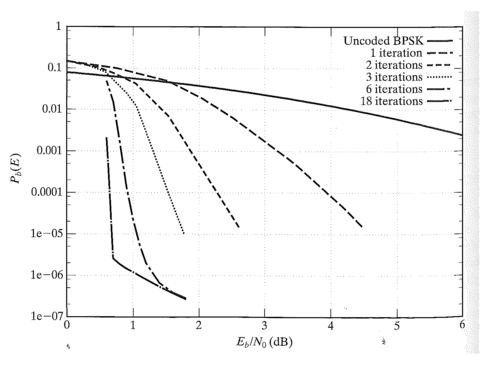 1
0.1
0.01
0.001
0.0001
1e−05
1e−06
1e−07
P_b(E)
Uncoded BPSK
1 iteration
2 iterations
3 iterations
6 iterations
18 iterations
0 1 2 3 4 5 6
E_b/N_0 (dB)